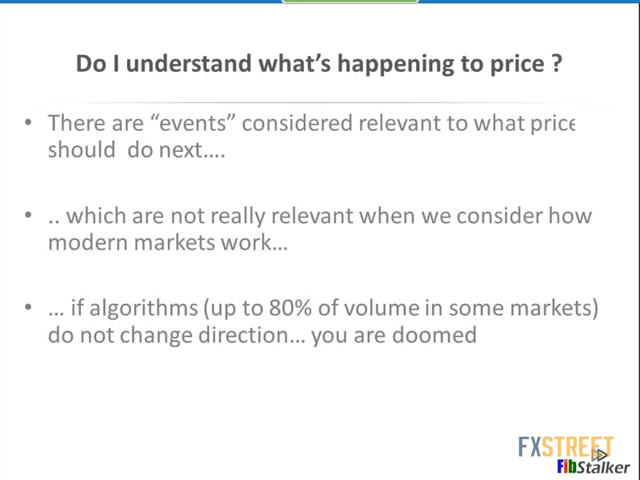 Do I understand what's happening to price ?
• There are “events” considered relevant to what price
should  do next….
• .. which are not really relevant when we consider how
modern markets work…
• … if algorithms (up to 80% of volume in some markets)
do not change direction… you are doomed
FXSTREET
FibStalker